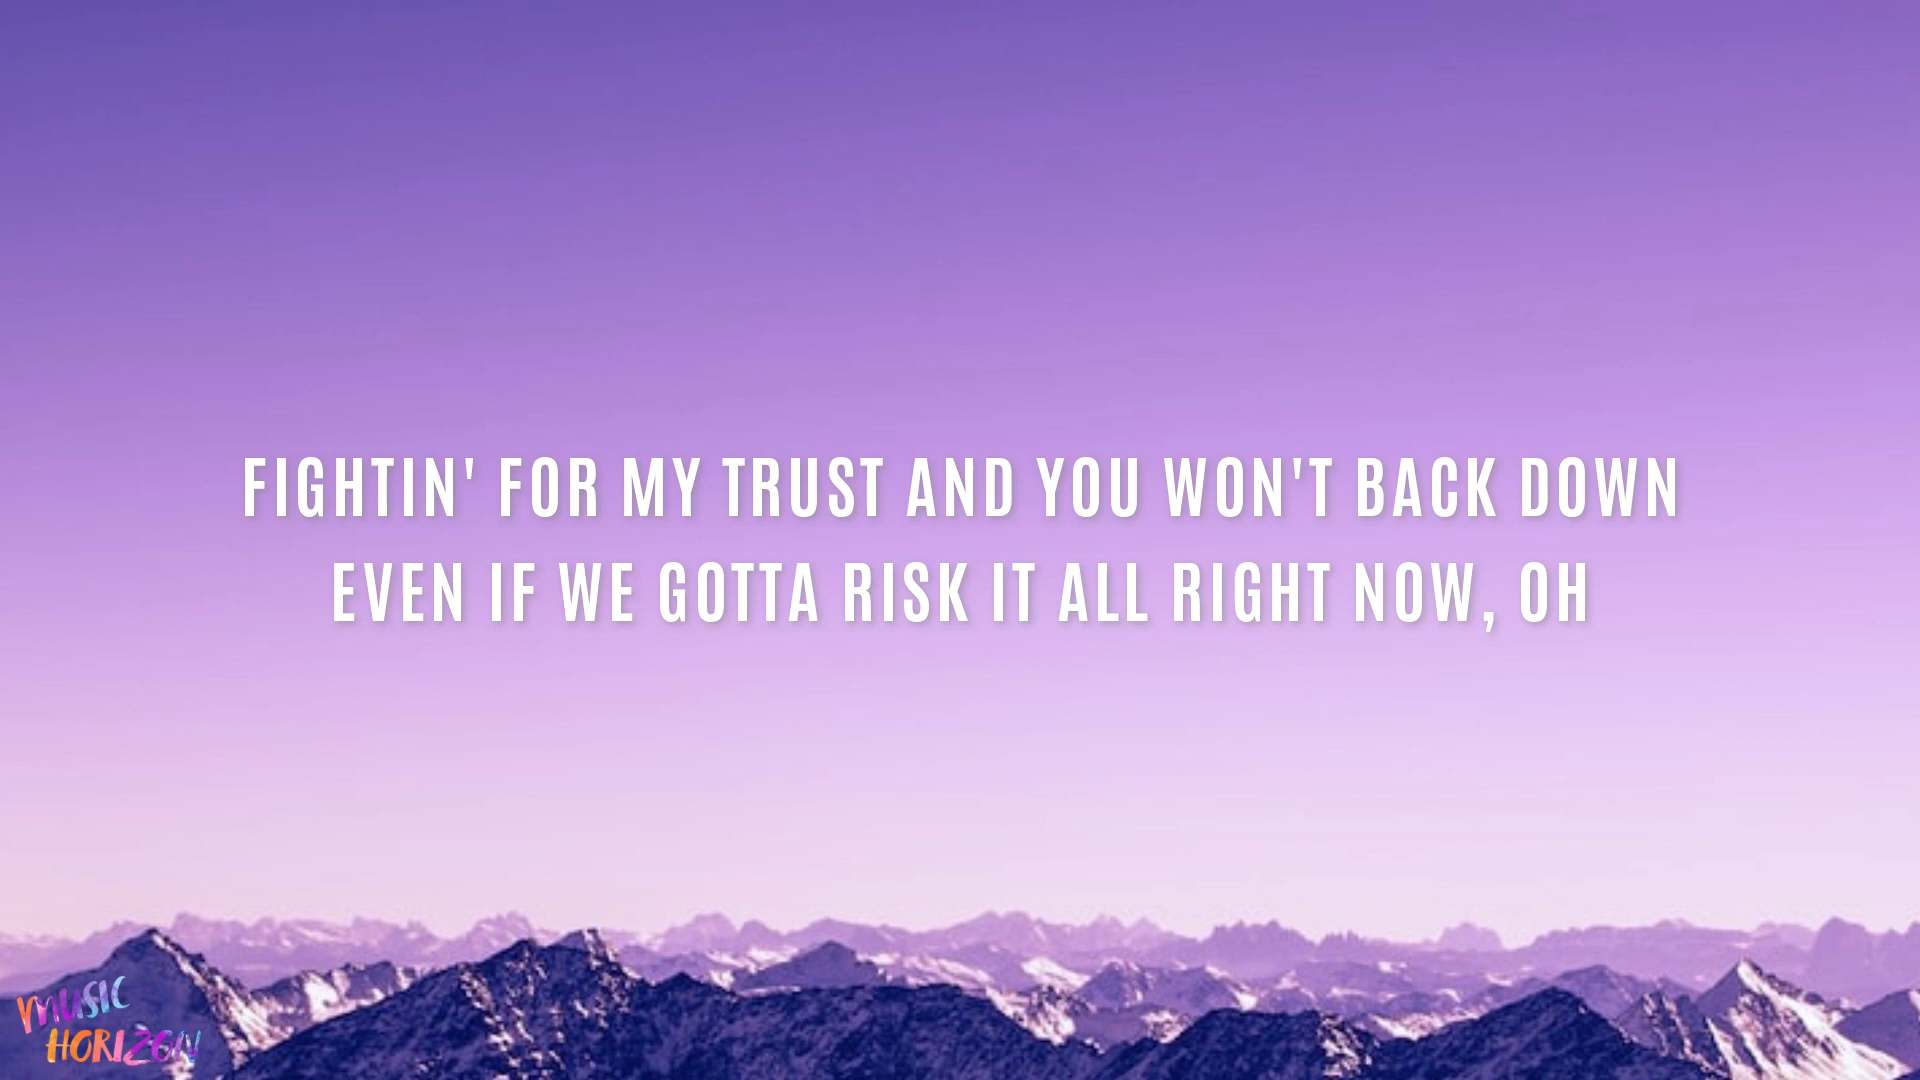 FIGHTIN' FOR MY TRUST AND YOU WON'T BACK DOWN
EVEN IF WE GOTTA RISK IT ALL RIGHT NOW, OH
MUSIC
HORIZON